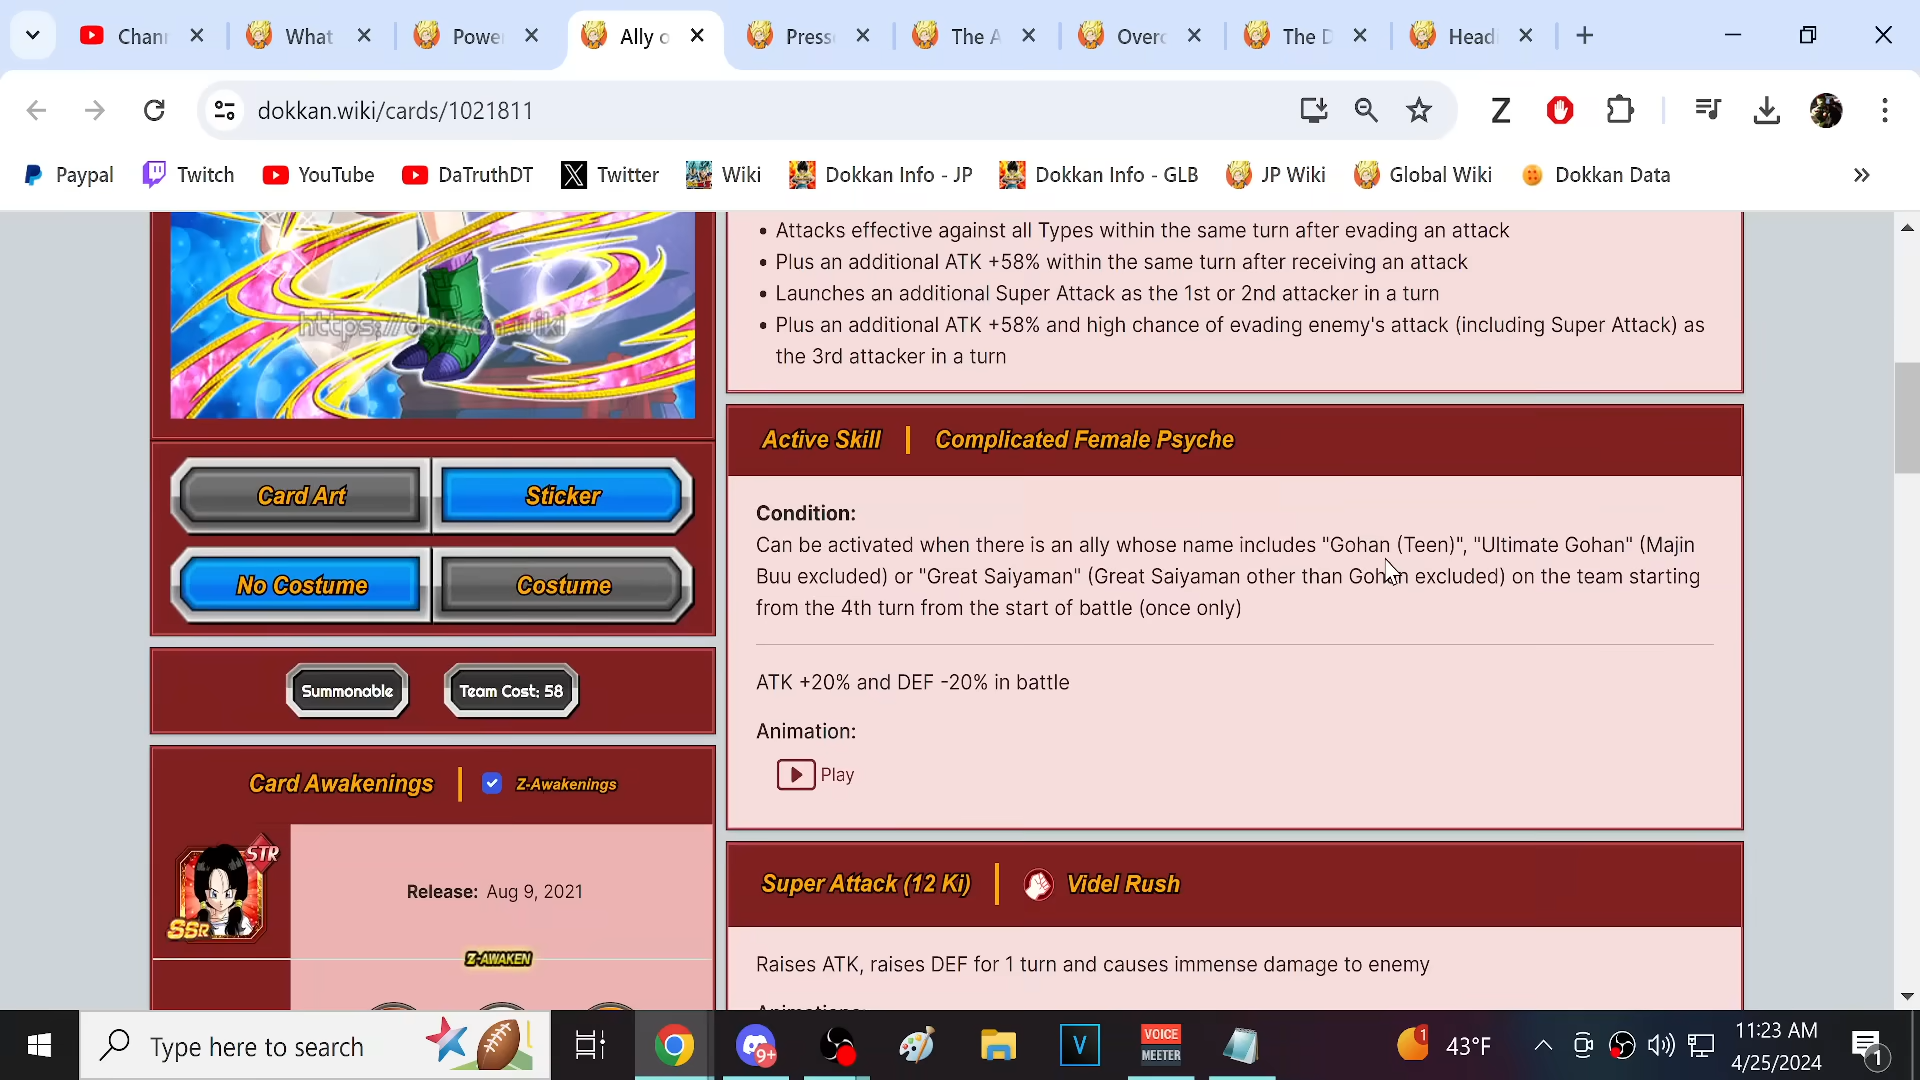 Chan
What
Powe
Ally o
Press
The A
Overc
The D
Headi
dokkan.wiki/cards/1021811
Z
Paypal
Twitch
YouTube
DaTruthDT
Twitter
Wiki
Dokkan Info - JP
Dokkan Info - GLB
JP Wiki
Global Wiki
Dokkan Data
»
https://dokkan.wiki
• Attacks effective against all Types within the same turn after evading an attack
• Plus an additional ATK +58% within the same turn after receiving an attack
• Launches an additional Super Attack as the 1st or 2nd attacker in a turn
• Plus an additional ATK +58% and high chance of evading enemy's attack (including Super Attack) as
the 3rd attacker in a turn
Active Skill | Complicated Female Psyche
Condition:
Can be activated when there is an ally whose name includes "Gohan (Teen)", "Ultimate Gohan" (Majin
Buu excluded) or "Great Saiyaman" (Great Saiyaman other than Gohan excluded) on the team starting
from the 4th turn from the start of battle (once only)
ATK +20% and DEF -20% in battle
Animation:
Play
Super Attack (12 Ki) | Videl Rush
Raises ATK, raises DEF for 1 turn and causes immense damage to enemy
Card Art
Sticker
No Costume
Costume
Summonable
Team Cost: 58
Card Awakenings | Z-Awakenings
STR
SSR
Release: Aug 9, 2021
Z-AWAKEN
Type here to search
9+
V
VOICE
MEETER
1
43°F
11:23 AM
4/25/2024
1